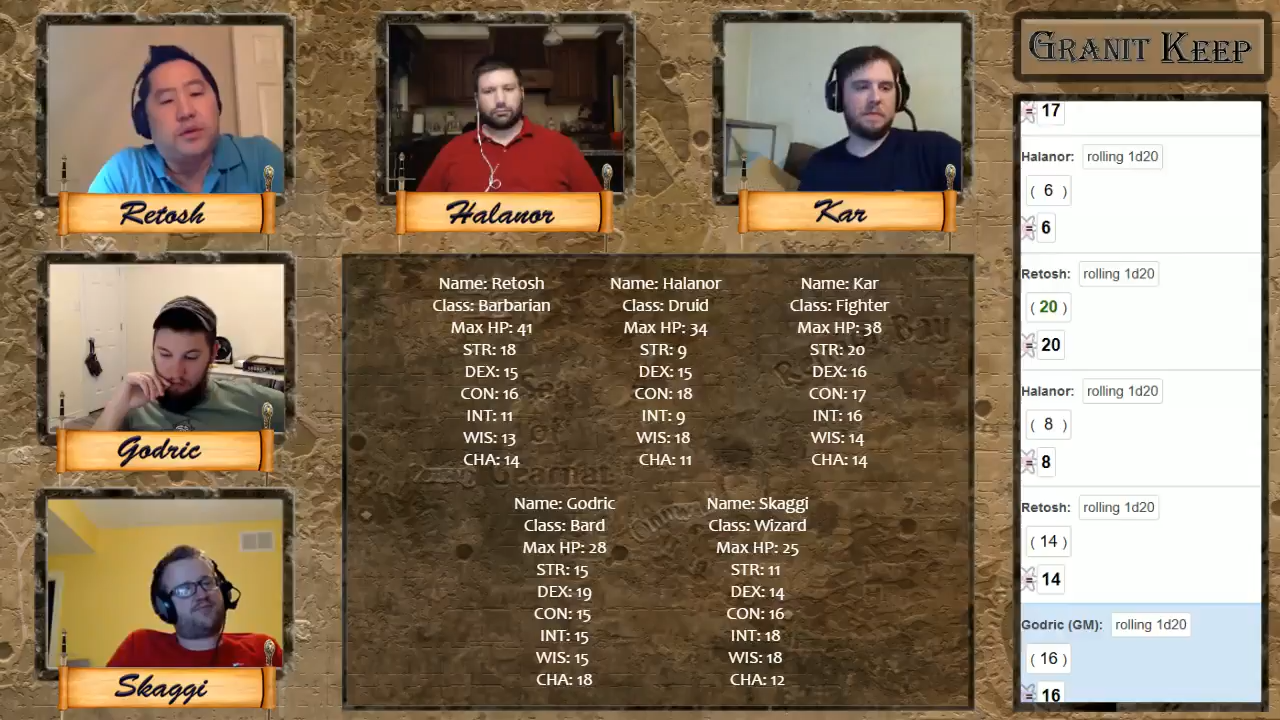 Retosh
Halanor
Kar
Godric
Skaggi
Name: Retosh
Class: Barbarian
Max HP: 41
STR: 18
DEX: 15
CON: 16
INT: 11
WIS: 13
CHA: 14
Name: Halanor
Class: Druid
Max HP: 34
STR: 9
DEX: 15
CON: 18
INT: 9
WIS: 18
CHA: 11
Name: Kar
Class: Fighter
Max HP: 38
STR: 20
DEX: 16
CON: 17
INT: 16
WIS: 14
CHA: 14
Name: Godric
Class: Bard
Max HP: 28
STR: 15
DEX: 19
CON: 15
INT: 15
WIS: 15
CHA: 18
Name: Skaggi
Class: Wizard
Max HP: 25
STR: 11
DEX: 14
CON: 16
INT: 18
WIS: 18
CHA: 12
Granit Keep
= 17
Halanor: rolling 1d20
( 6 )
= 6
Retosh: rolling 1d20
( 20 )
= 20
Halanor: rolling 1d20
( 8 )
= 8
Retosh: rolling 1d20
( 14 )
= 14
Godric (GM): rolling 1d20
( 16 )
= 16